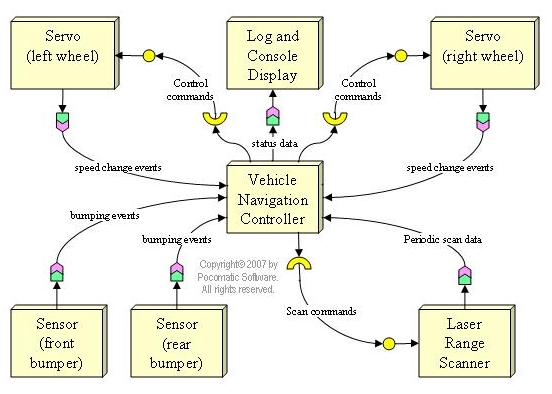 Servo
(left wheel)
Log and
Console
Display
Servo
(right wheel)
Control
commands
Control
commands
status data
speed change events
speed change events
Vehicle
Navigation
Controller
bumping events
bumping events
Periodic scan data
Copyright© 2007 by
Pocomatic Software.
All rights reserved.
Scan commands
Sensor
(front
bumper)
Sensor
(rear
bumper)
Laser
Range
Scanner